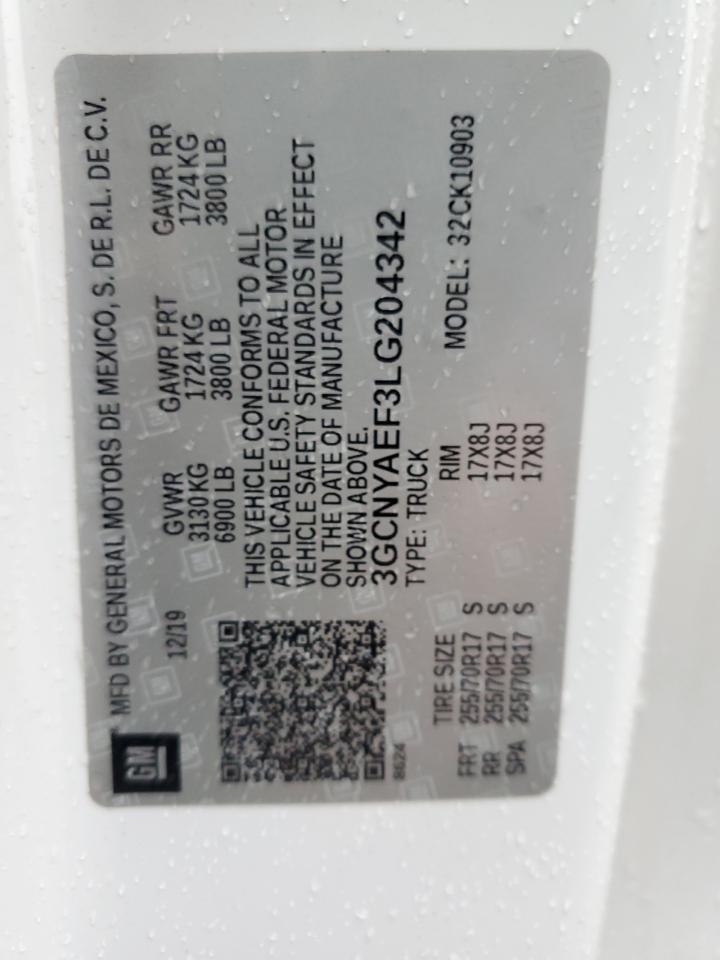 GM
MFD BY GENERAL MOTORS DE MEXICO, S. DE R.L. DE C.V.
12/19
GVWR GAWR FRT GAWR RR
3130 KG 1724 KG 1724 KG
6900 LB 3800 LB 3800 LB
THIS VEHICLE CONFORMS TO ALL
APPLICABLE U.S. FEDERAL MOTOR
VEHICLE SAFETY STANDARDS IN EFFECT
ON THE DATE OF MANUFACTURE
SHOWN ABOVE.
3GCNYAEF3LG204342
8624
TYPE: TRUCK
TIRE SIZE RIM MODEL: 32CK10903
FRT 255/70R17 S 17X8J
RR 255/70R17 S 17X8J
SPA 255/70R17 S 17X8J